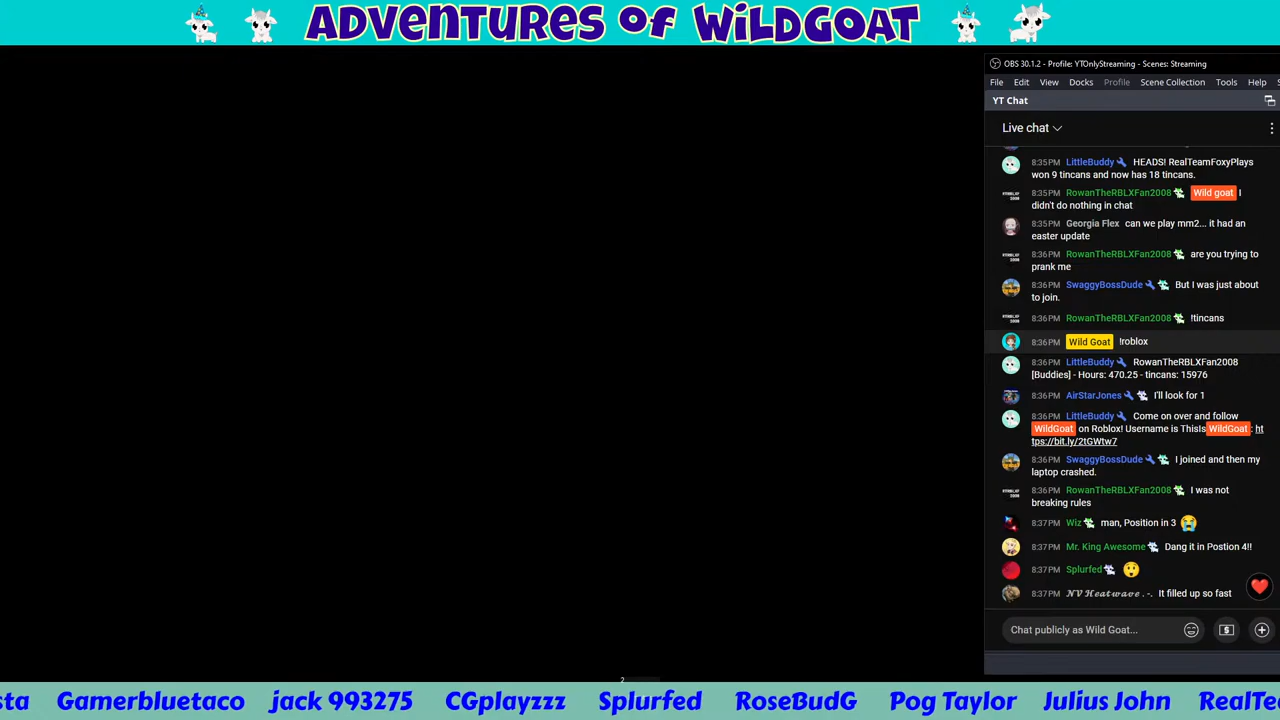 ADVENTURES OF WILDGOAT
OBS 30.1.2 - Profile: YTOnlyStreaming - Scenes: Streaming
File Edit View Docks Profile Scene Collection Tools Help
YT Chat
Live chat
8:35PM LittleBuddy HEADS! RealTeamFoxyPlays
won 9 tincans and now has 18 tincans.
8:35PM RowanTheRBLXFan2008 Wild goat I
didn't do nothing in chat
8:35PM Georgia Flex can we play mm2... it had an
easter update
8:36PM RowanTheRBLXFan2008 are you trying to
prank me
8:36PM SwaggyBossDude But I was just about
to join.
8:36PM RowanTheRBLXFan2008 !tincans
8:36PM Wild Goat !roblox
8:36PM LittleBuddy RowanTheRBLXFan2008
[Buddies] - Hours: 470.25 - tincans: 15976
8:36PM AirStarJones I'll look for 1
8:36PM LittleBuddy Come on over and follow
WildGoat on Roblox! Username is ThisIsWildGoat: ht
tps://bit.ly/2tGWtw7
8:36PM SwaggyBossDude I joined and then my
laptop crashed.
8:36PM RowanTheRBLXFan2008 I was not
breaking rules
8:37PM Wiz man, Position in 3
8:37PM Mr. King Awesome Dang it in Postion 4!!
8:37PM Splurfed
8:37PM 𝓝𝓥 𝓗𝓮𝓪𝓽𝔀𝓪𝓿𝓮 . -. It filled up so fast
Chat publicly as Wild Goat...
2
sta Gamerbluetaco jack 993275 CGplayzzz Splurfed RoseBudG Pog Taylor Julius John RealTe